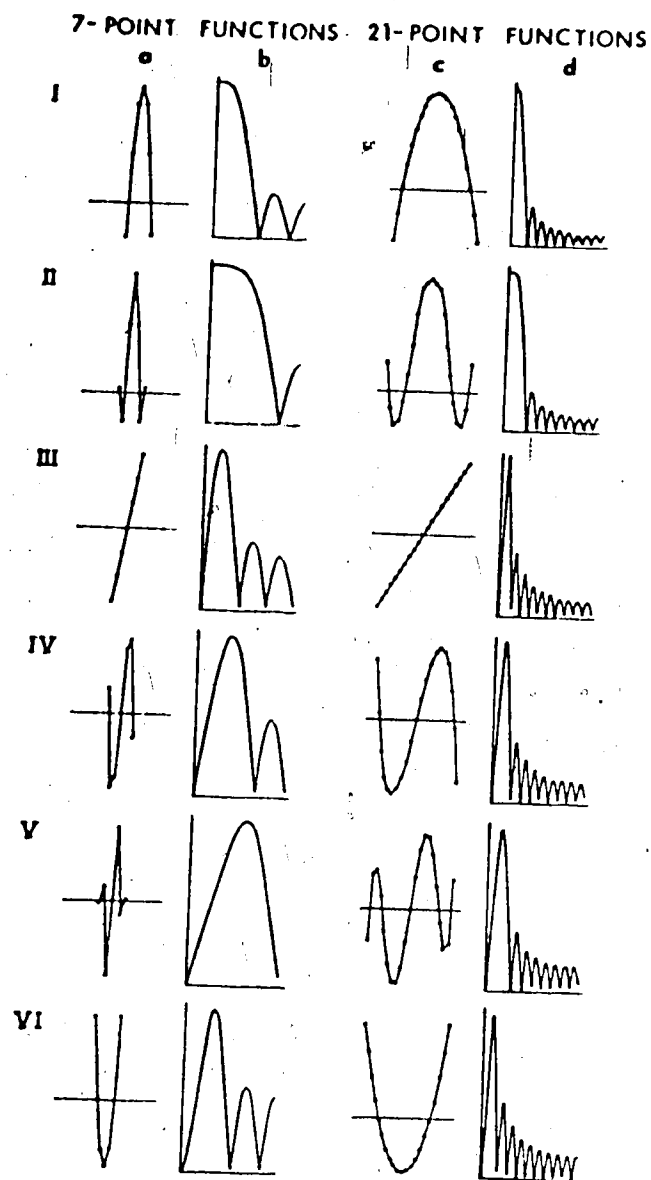 7- POINT FUNCTIONS 21- POINT FUNCTIONS
a b c d
I
II
III
IV
V
VI